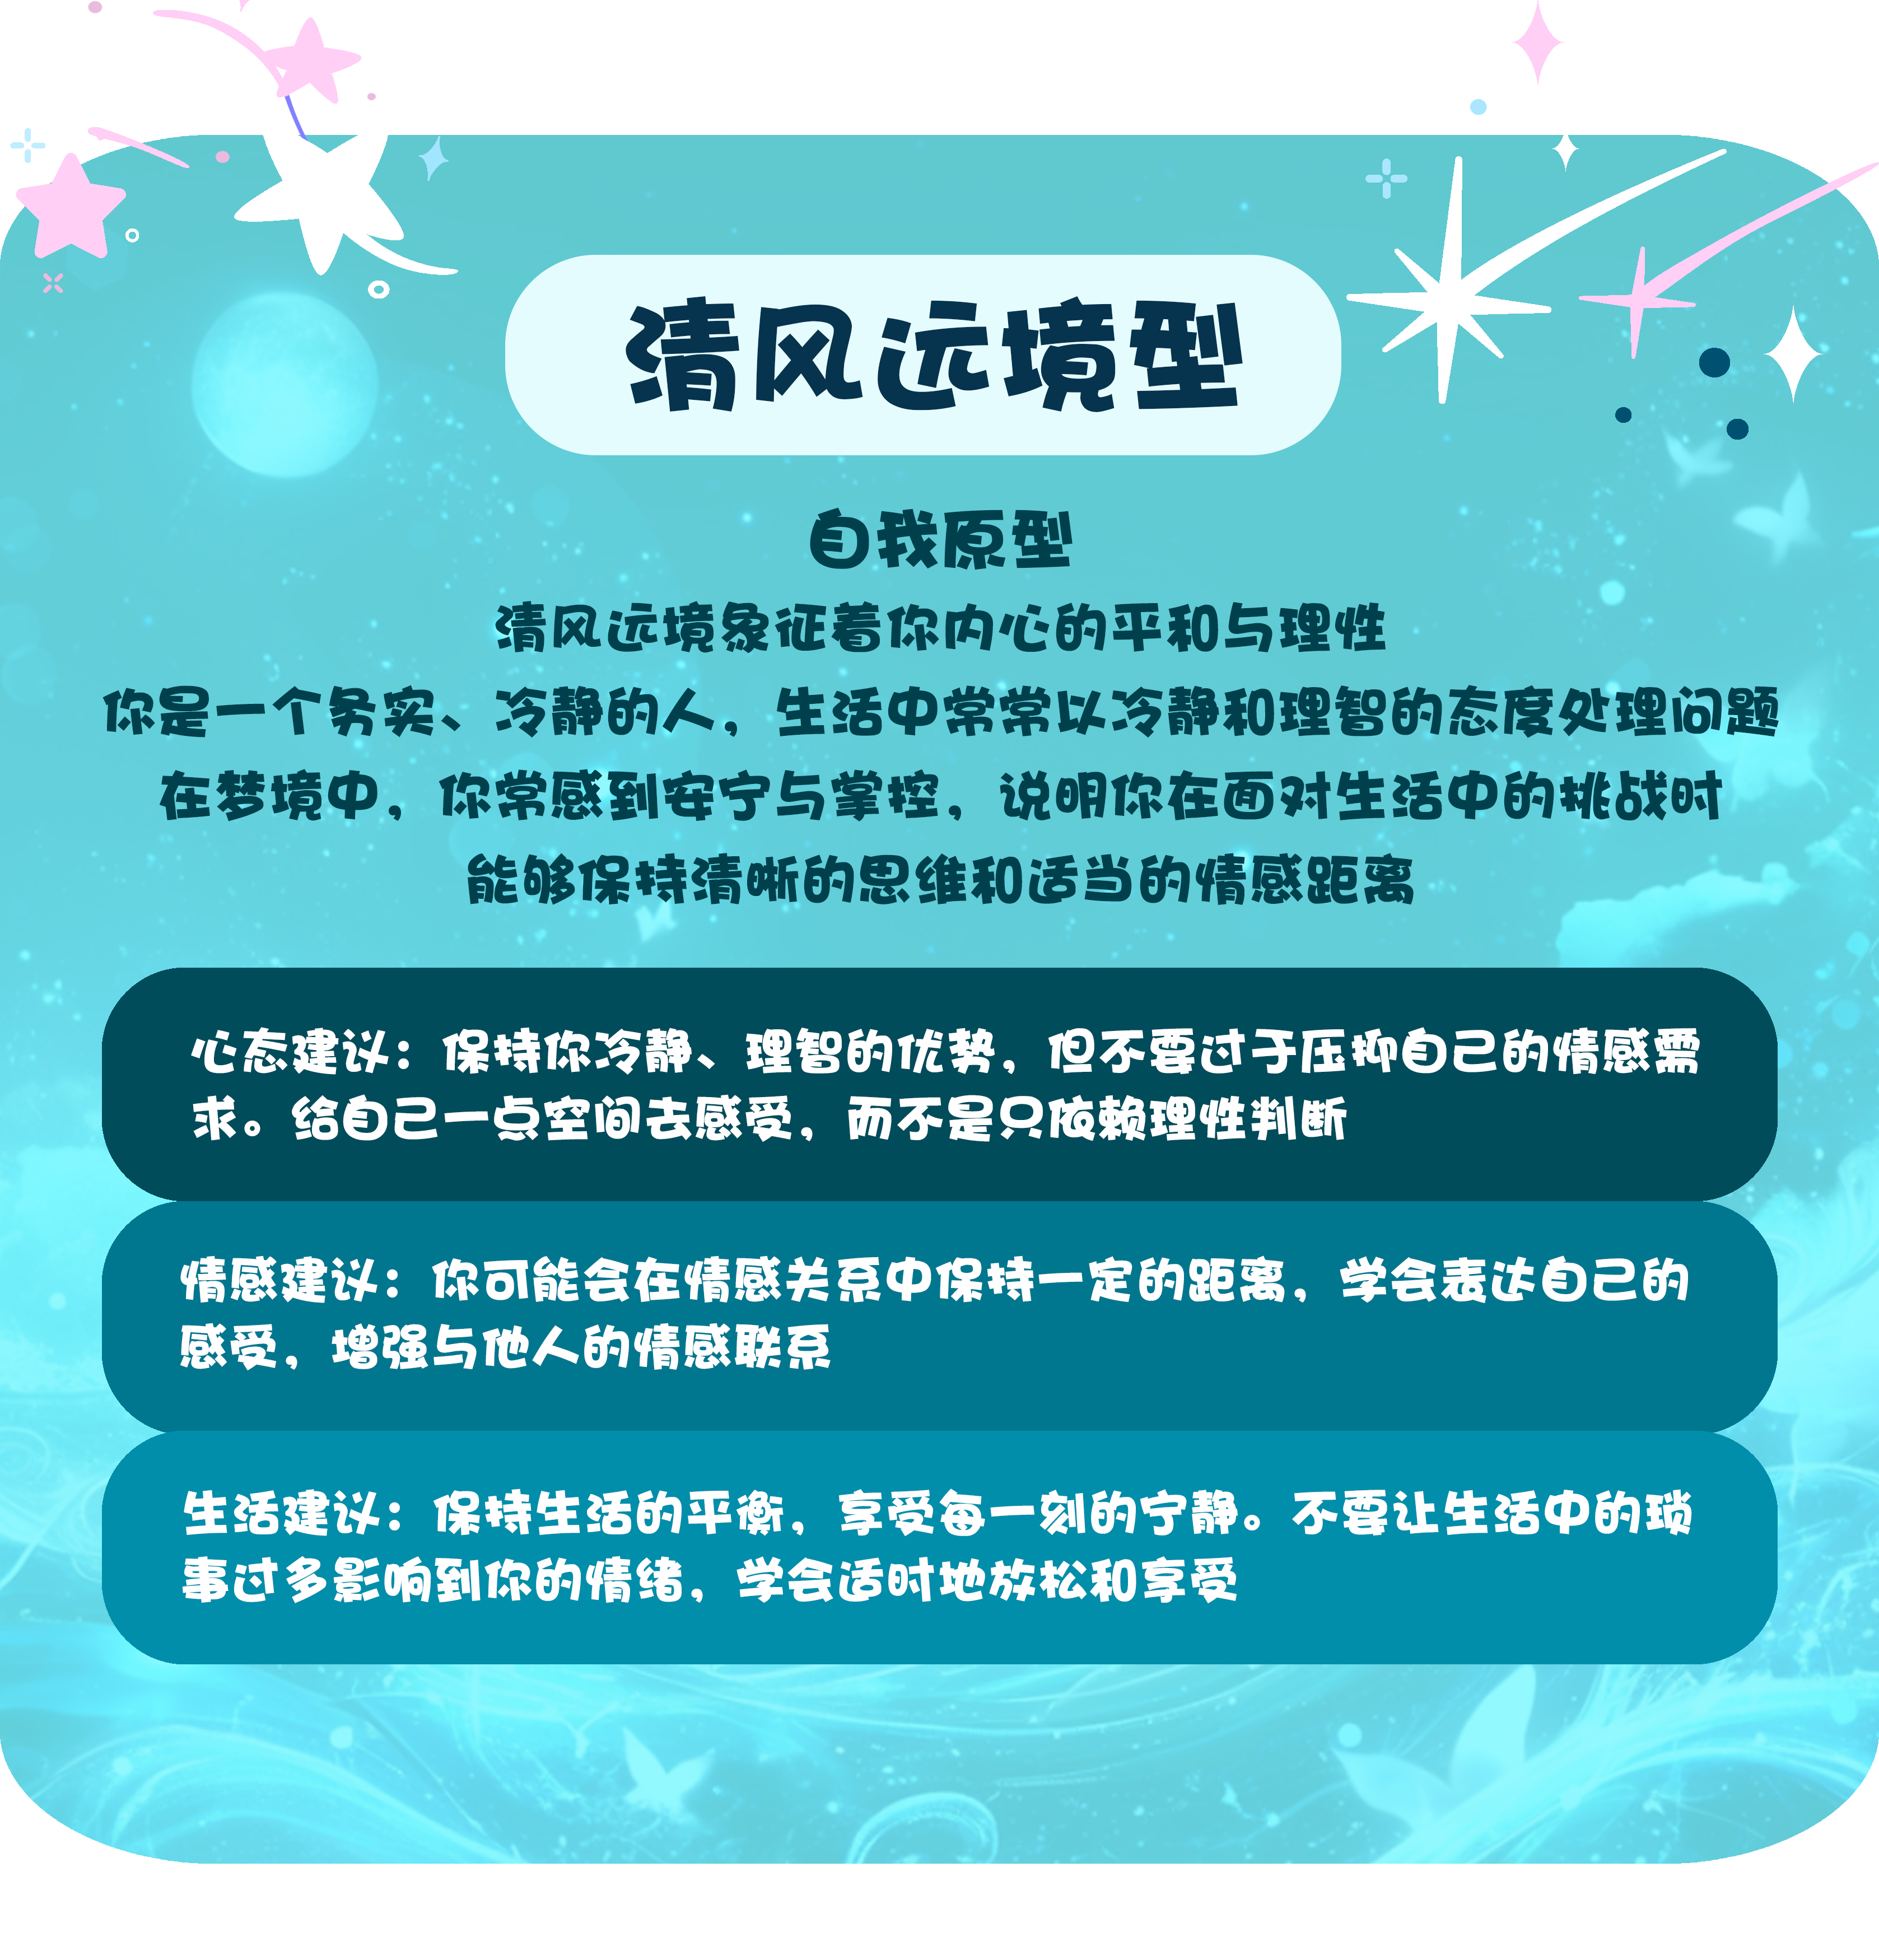 清风远境型
自我原型
清风远境象征着你内心的平和与理性
你是一个务实、冷静的人，生活中常常以冷静和理智的态度处理问题
在梦境中，你常感到安宁与掌控，说明你在面对生活中的挑战时
能够保持清晰的思维和适当的情感距离
心态建议：保持你冷静、理智的优势，但不要过于压抑自己的情感需
求。给自己一点空间去感受，而不是只依赖理性判断
情感建议：你可能会在情感关系中保持一定的距离，学会表达自己的
感受，增强与他人的情感联系
生活建议：保持生活的平衡，享受每一刻的宁静。不要让生活中的琐
事过多影响到你的情绪，学会适时地放松和享受